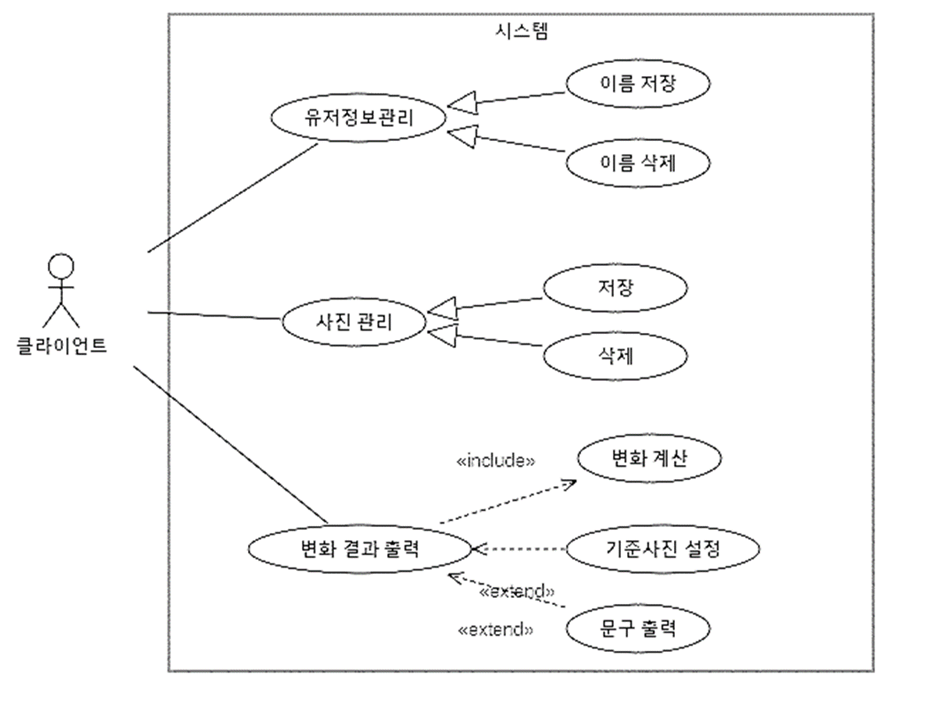 시스템
이름 저장
유저정보관리
이름 삭제
저장
사진 관리
클라이언트
삭제
«include»
변화 계산
변화 결과 출력
기준사진 설정
«extend»
«extend»
문구 출력